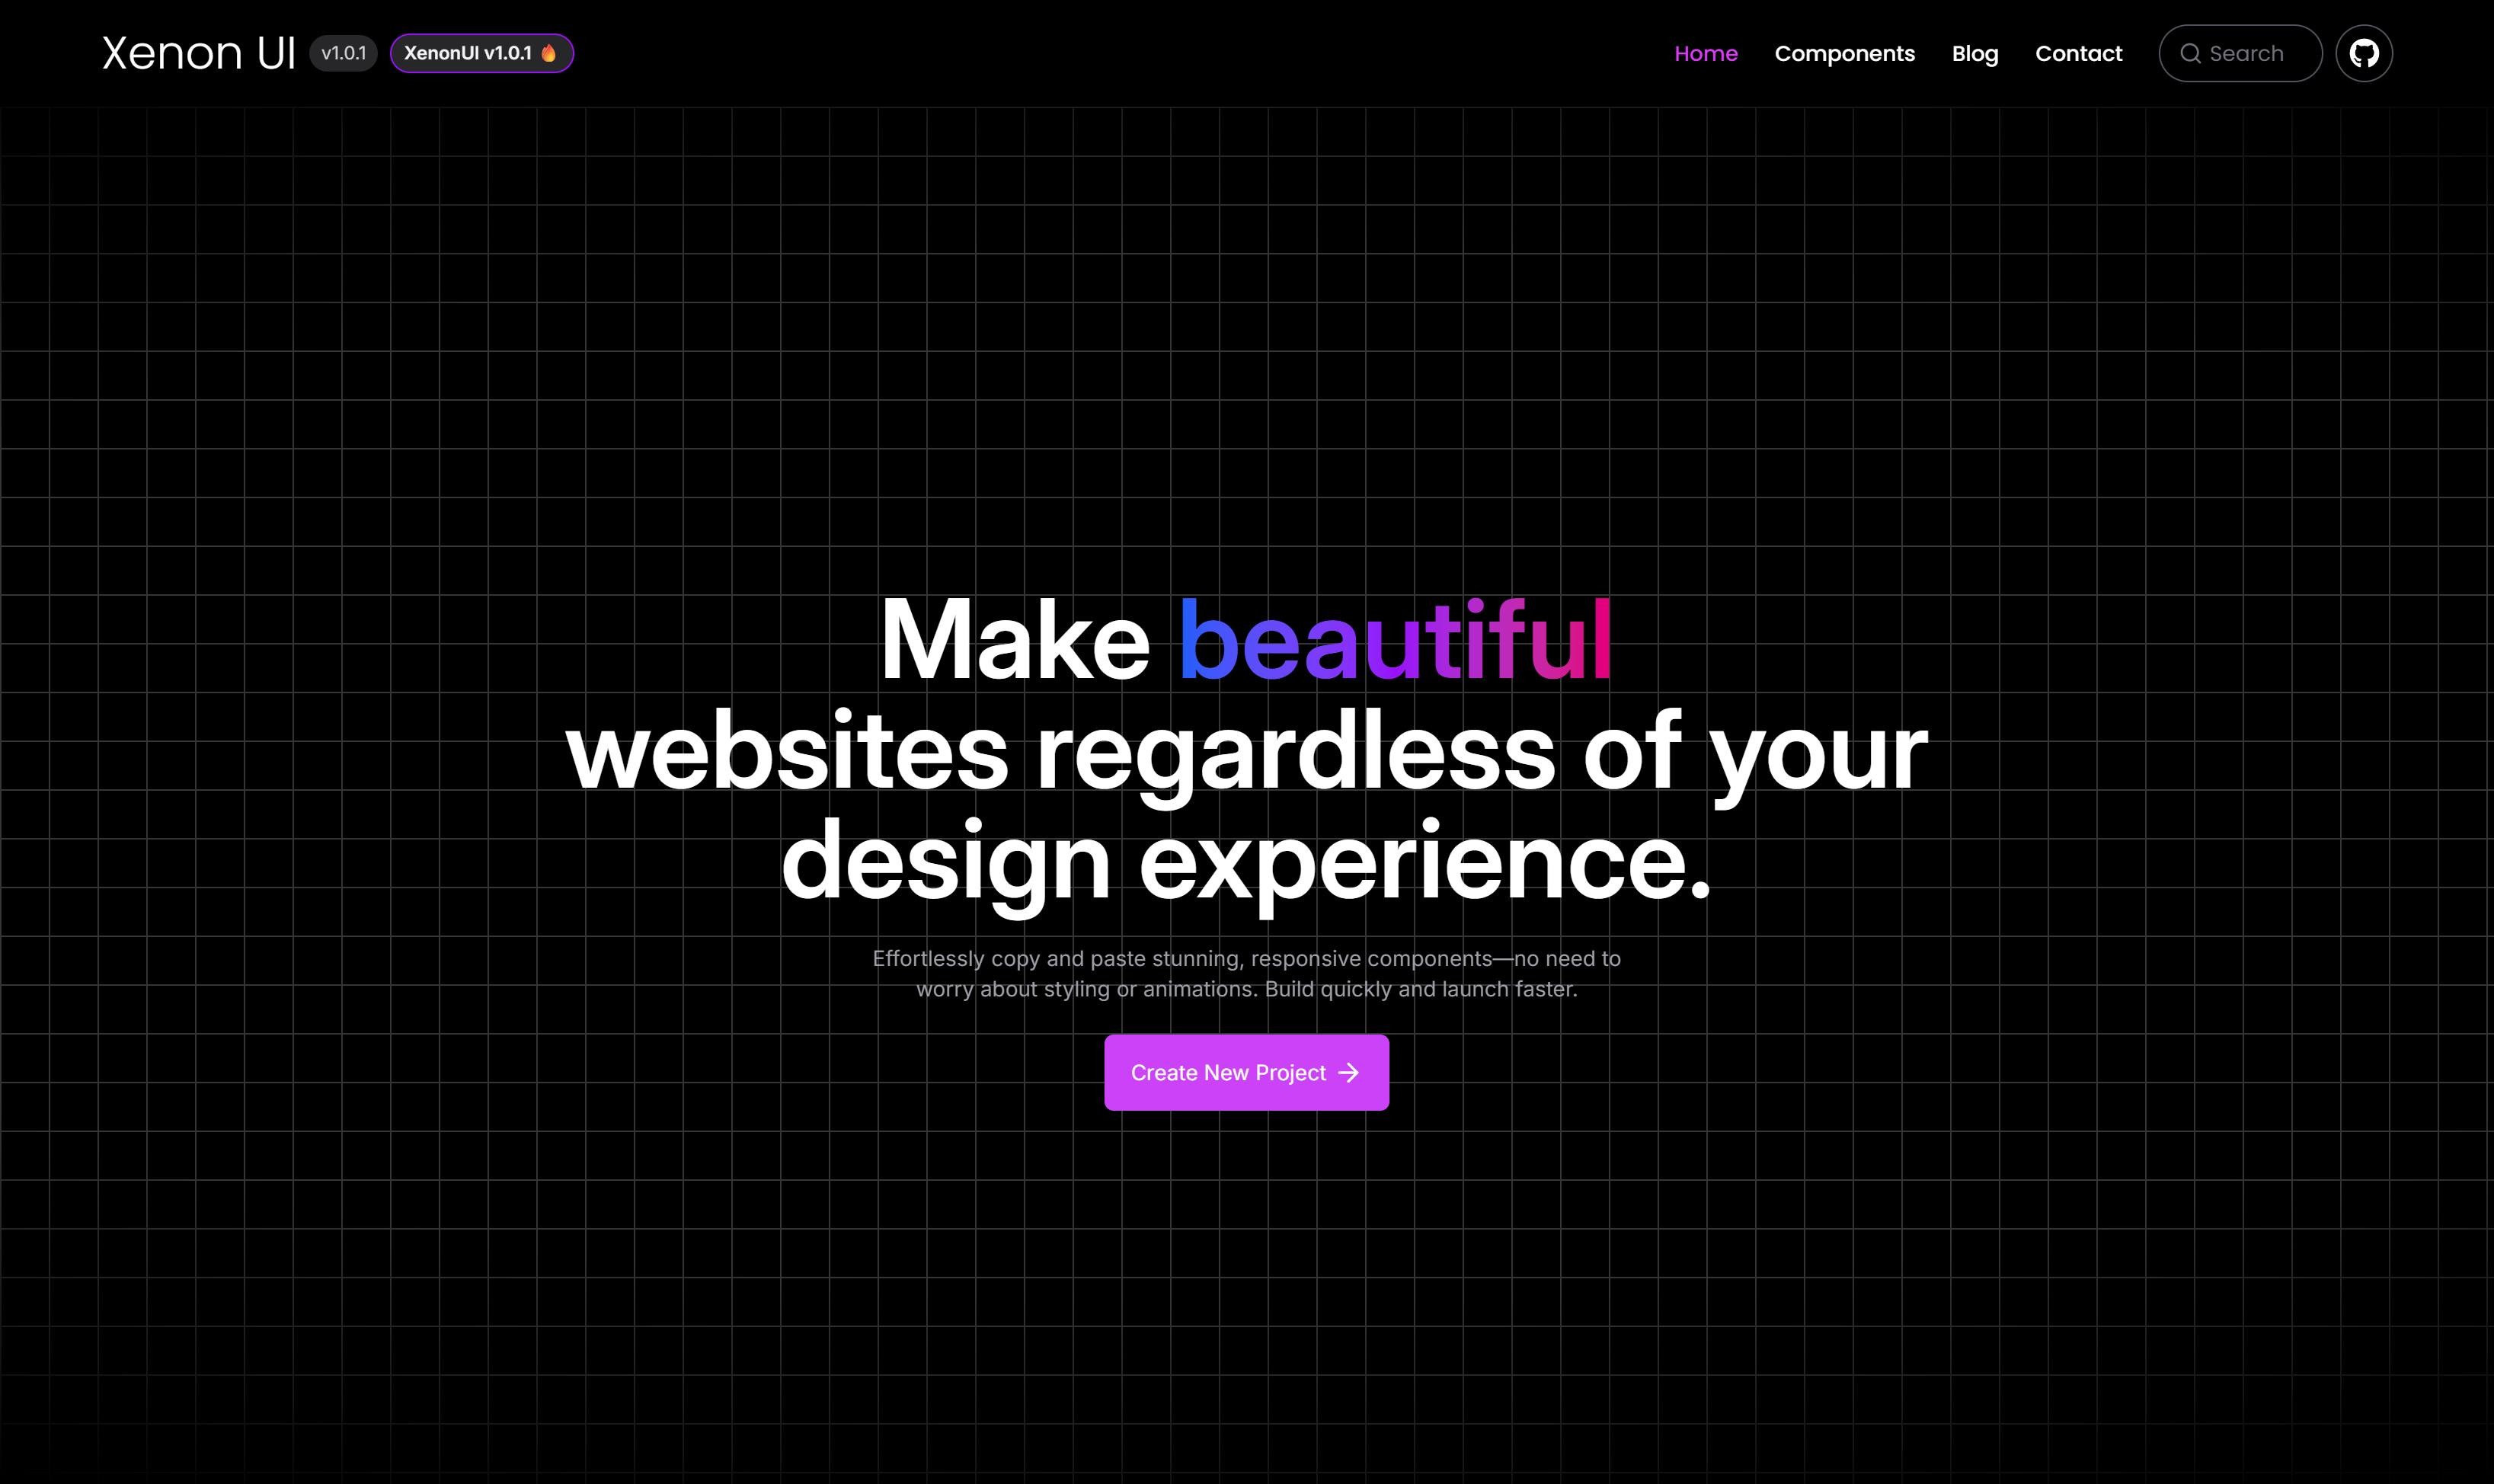 Xenon UI v1.0.1 XenonUI v1.0.1 🔥 Home Components Blog Contact Search
Make beautiful
websites regardless of your
design experience.
Effortlessly copy and paste stunning, responsive components—no need to
worry about styling or animations. Build quickly and launch faster.
Create New Project →